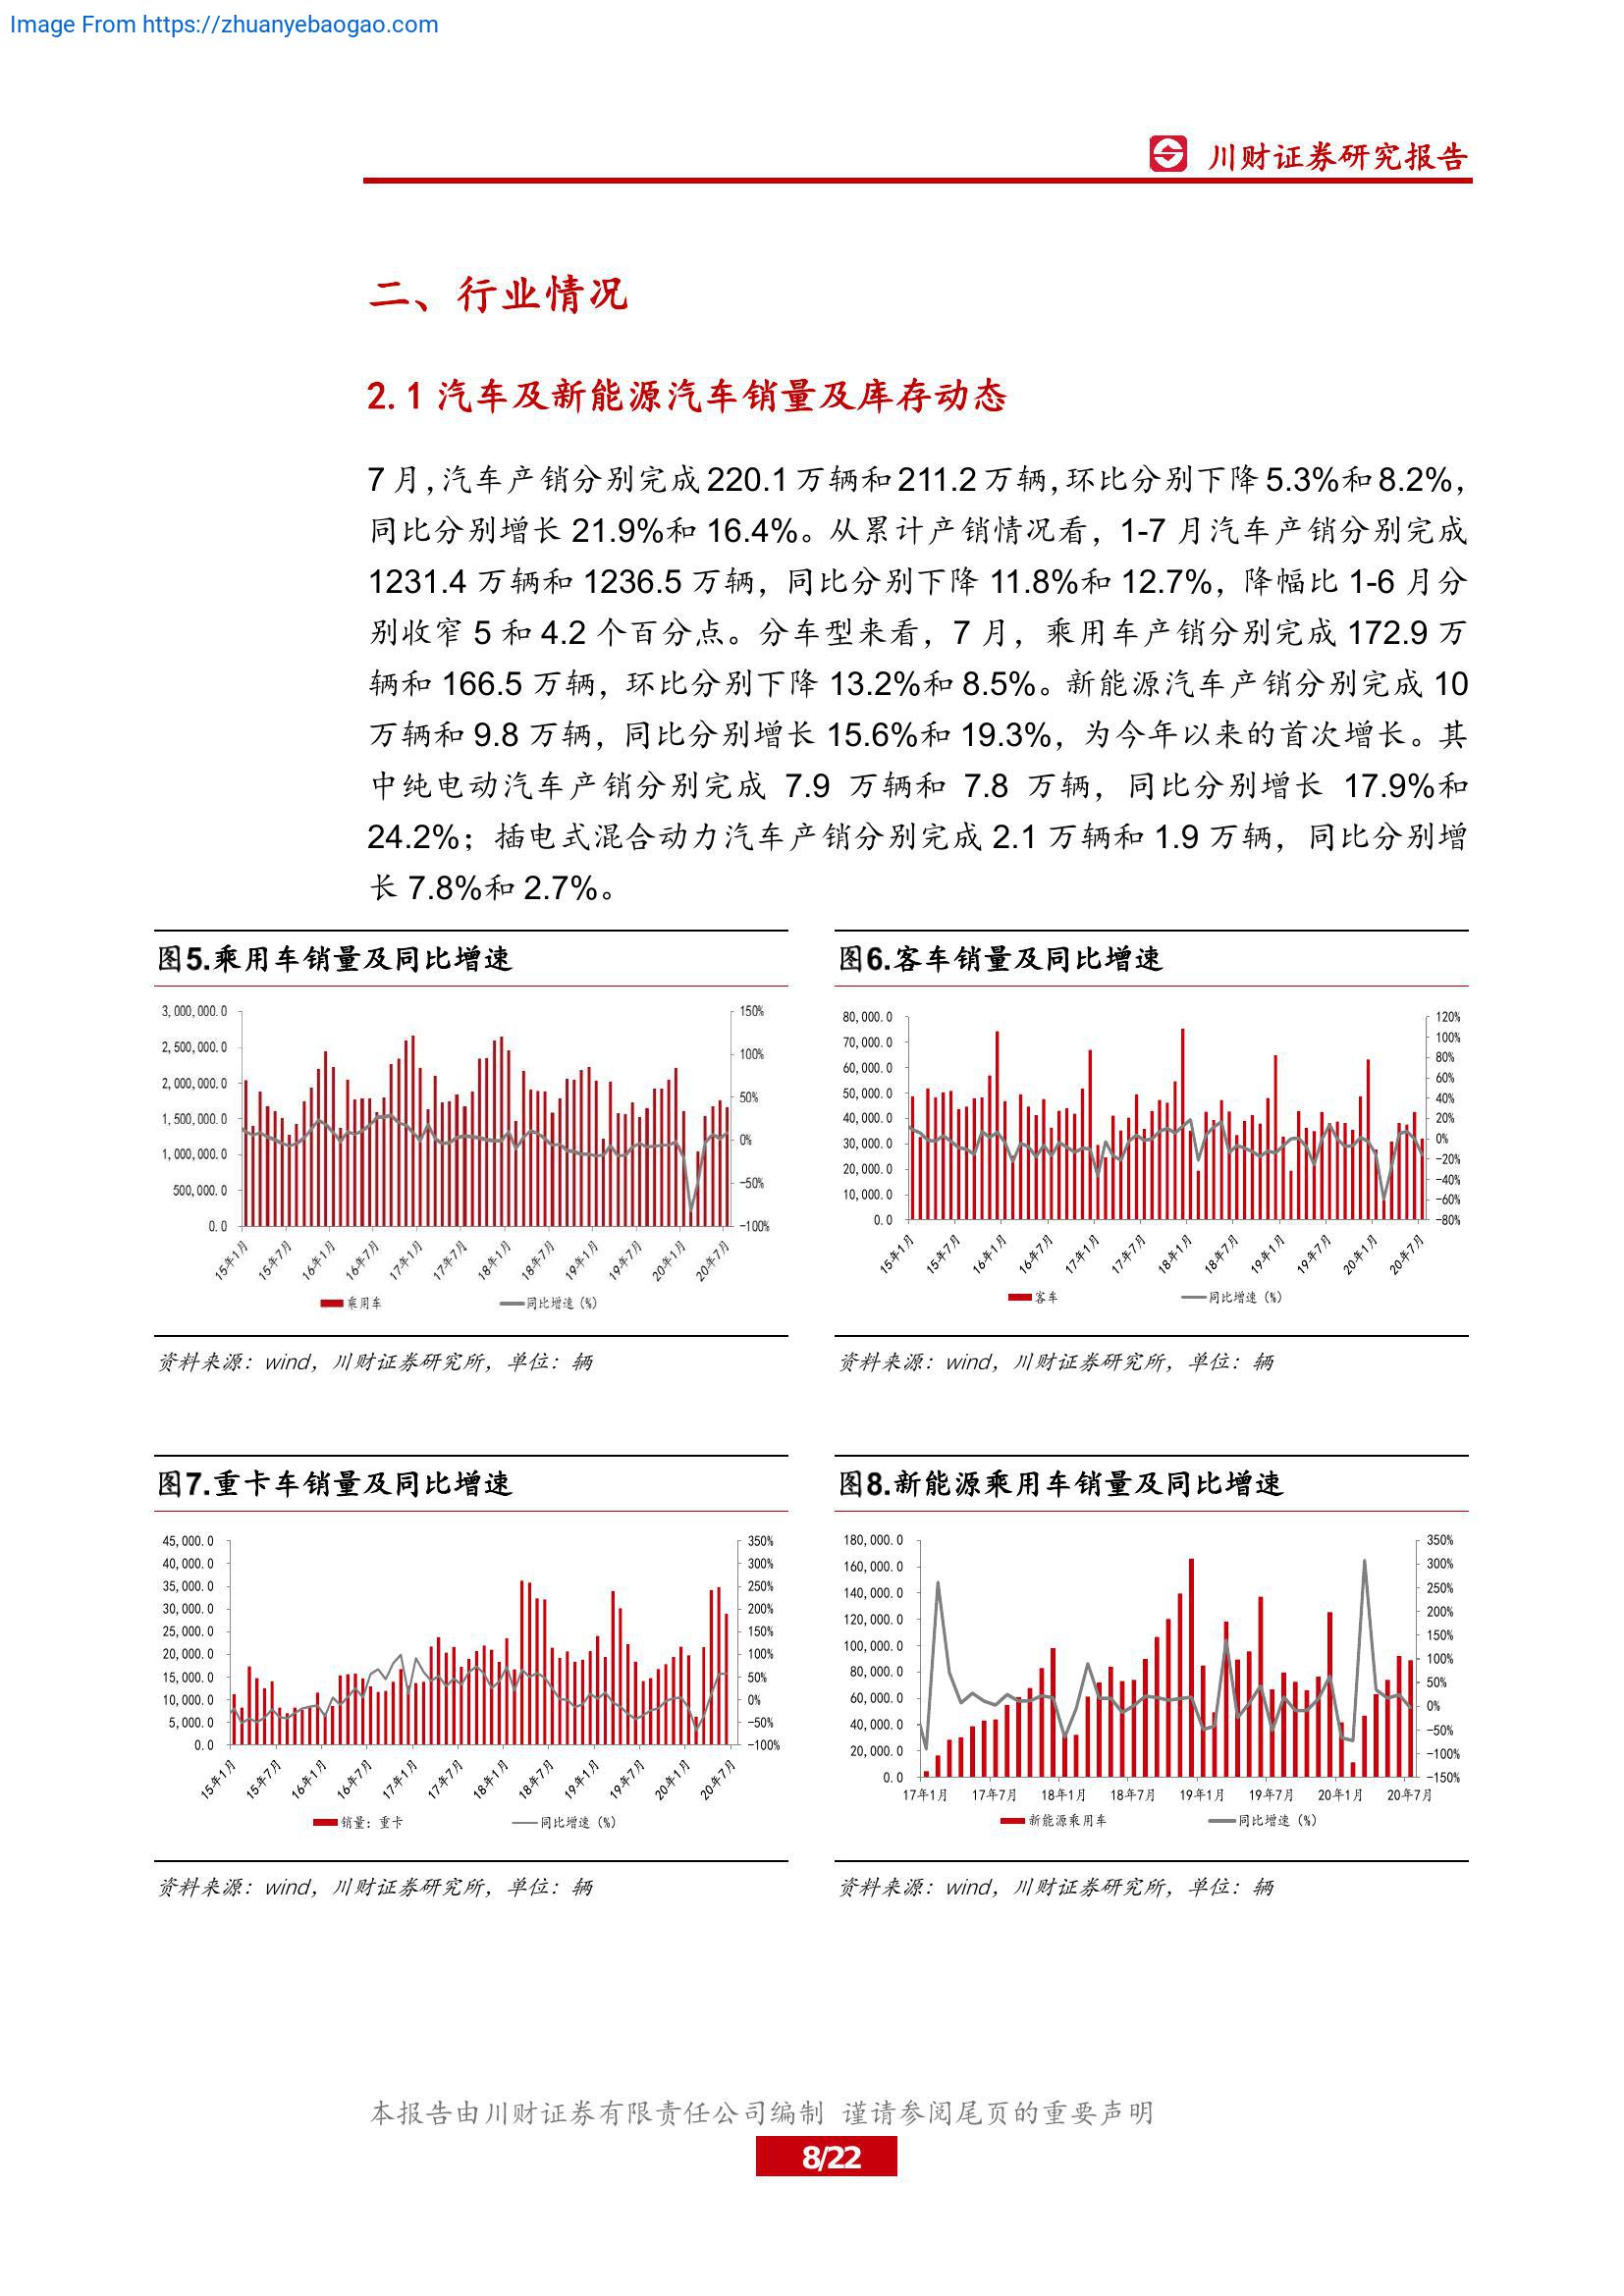 Image From https://zhuanyebaogao.com
川财证券研究报告
二、行业情况
2.1 汽车及新能源汽车销量及库存动态
7 月，汽车产销分别完成 220.1 万辆和 211.2 万辆，环比分别下降 5.3%和 8.2%，
同比分别增长 21.9%和 16.4%。从累计产销情况看，1-7 月汽车产销分别完成
1231.4 万辆和 1236.5 万辆，同比分别下降 11.8%和 12.7%，降幅比 1-6 月分
别收窄 5 和 4.2 个百分点。分车型来看，7 月，乘用车产销分别完成 172.9 万
辆和 166.5 万辆，环比分别下降 13.2%和 8.5%。新能源汽车产销分别完成 10
万辆和 9.8 万辆，同比分别增长 15.6%和 19.3%，为今年以来的首次增长。其
中纯电动汽车产销分别完成 7.9 万辆和 7.8 万辆，同比分别增长 17.9%和
24.2%；插电式混合动力汽车产销分别完成 2.1 万辆和 1.9 万辆，同比分别增
长 7.8%和 2.7%。
图5.乘用车销量及同比增速
3,000,000.0
2,500,000.0
2,000,000.0
1,500,000.0
1,000,000.0
500,000.0
0.0
150%
100%
50%
0%
-50%
-100%
15年1月 15年7月 16年1月 16年7月 17年1月 17年7月 18年1月 18年7月 19年1月 19年7月 20年1月 20年7月
乘用车 同比增速（%）
资料来源：wind，川财证券研究所，单位：辆
图6.客车销量及同比增速
80,000.0
70,000.0
60,000.0
50,000.0
40,000.0
30,000.0
20,000.0
10,000.0
0.0
120%
100%
80%
60%
40%
20%
0%
-20%
-40%
-60%
-80%
15年1月 15年7月 16年1月 16年7月 17年1月 17年7月 18年1月 18年7月 19年1月 19年7月 20年1月 20年7月
客车 同比增速（%）
资料来源：wind，川财证券研究所，单位：辆
图7.重卡车销量及同比增速
45,000.0
40,000.0
35,000.0
30,000.0
25,000.0
20,000.0
15,000.0
10,000.0
5,000.0
0.0
350%
300%
250%
200%
150%
100%
50%
0%
-50%
-100%
15年1月 15年7月 16年1月 16年7月 17年1月 17年7月 18年1月 18年7月 19年1月 19年7月 20年1月 20年7月
销量：重卡 同比增速（%）
资料来源：wind，川财证券研究所，单位：辆
图8.新能源乘用车销量及同比增速
180,000.0
160,000.0
140,000.0
120,000.0
100,000.0
80,000.0
60,000.0
40,000.0
20,000.0
0.0
350%
300%
250%
200%
150%
100%
50%
0%
-50%
-100%
-150%
17年1月 17年7月 18年1月 18年7月 19年1月 19年7月 20年1月 20年7月
新能源乘用车 同比增速（%）
资料来源：wind，川财证券研究所，单位：辆
本报告由川财证券有限责任公司编制 谨请参阅尾页的重要声明
8/22